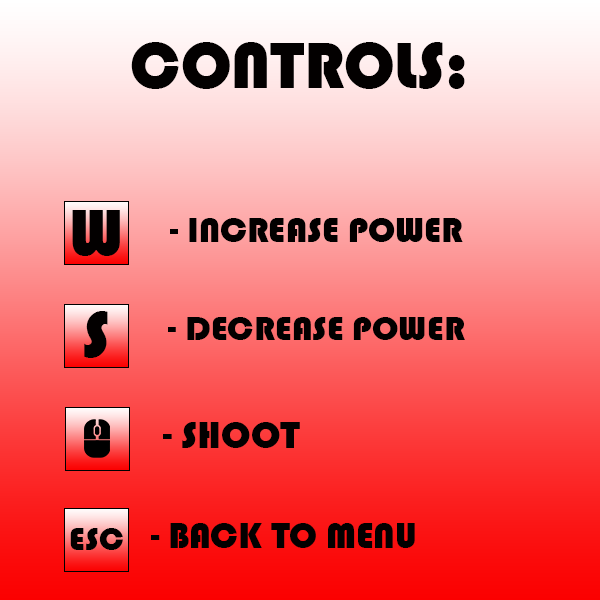 CONTROLS:
W - INCREASE POWER
S - DECREASE POWER
- SHOOT
ESC - BACK TO MENU